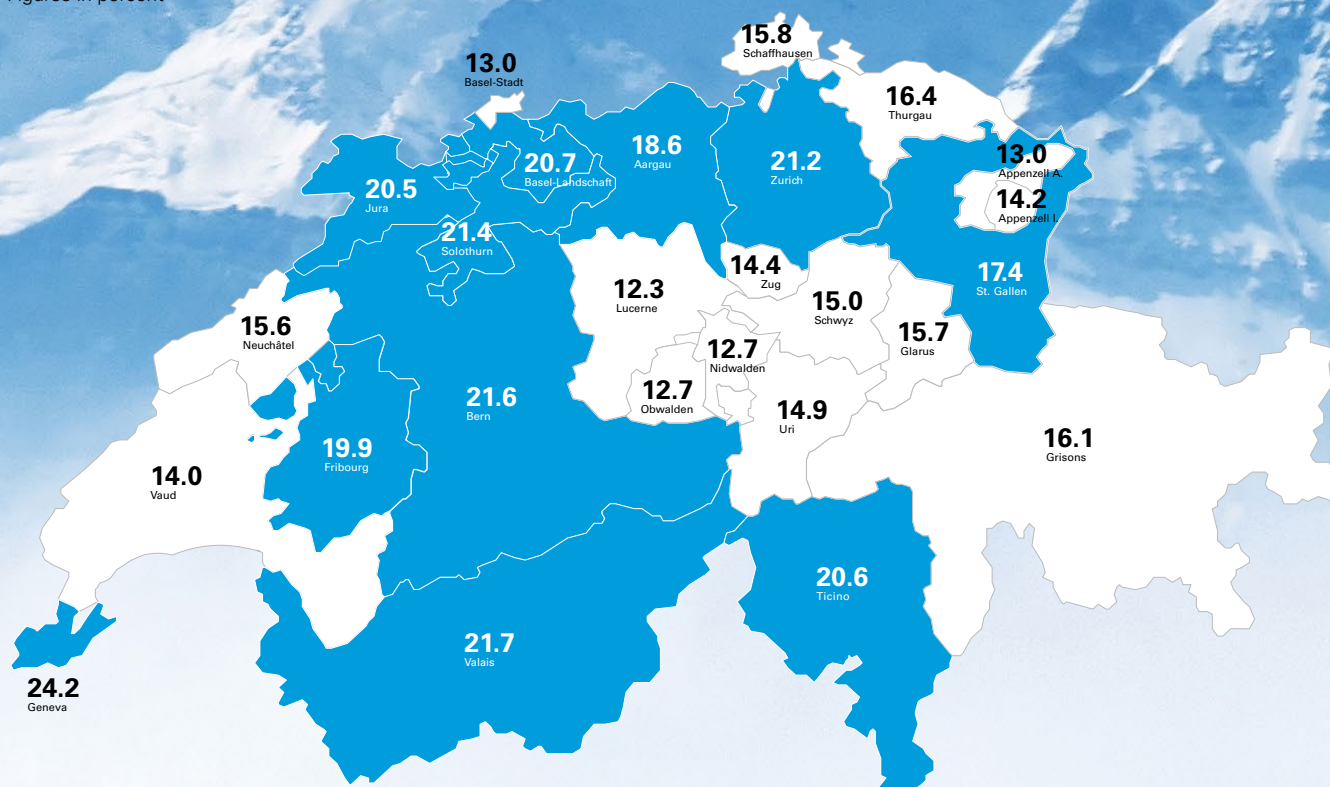 Figures in percent
15.8
Schaffhausen
13.0
Basel-Stadt
16.4
Thurgau
18.6
Aargau
20.7
Basel-Landschaft
21.2
Zurich
13.0
Appenzell A.
20.5
Jura
14.2
Appenzell I.
21.4
Solothurn
14.4
Zug
17.4
St. Gallen
12.3
Lucerne
15.0
Schwyz
15.6
Neuchâtel
15.7
Glarus
12.7
Nidwalden
12.7
Obwalden
21.6
Bern
14.9
Uri
16.1
Grisons
19.9
Fribourg
14.0
Vaud
20.6
Ticino
21.7
Valais
24.2
Geneva